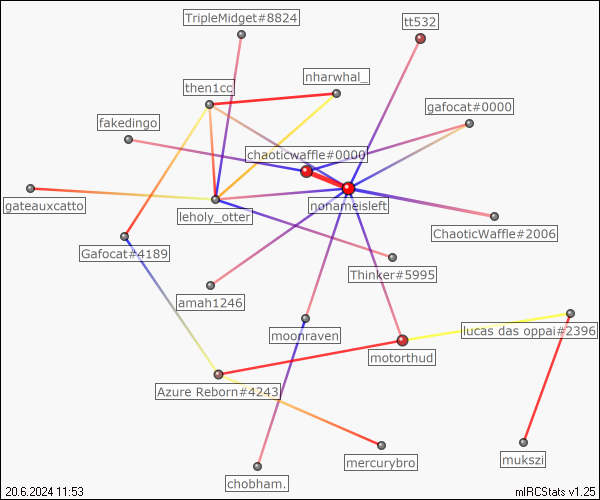 TripleMidget#8824
tt532
nharwhal_
then1cc
gafocat#0000
fakedingo
chaoticwaffle#0000
gateauxcatto
leholy_otter
nonameisleft
ChaoticWaffle#2006
Gafocat#4189
Thinker#5995
amah1246
moonraven
lucas das oppai#2396
motorthud
Azure Reborn#4243
mercurybro
mukszi
chobham.
20.6.2024 11:53
mIRCStats v1.25